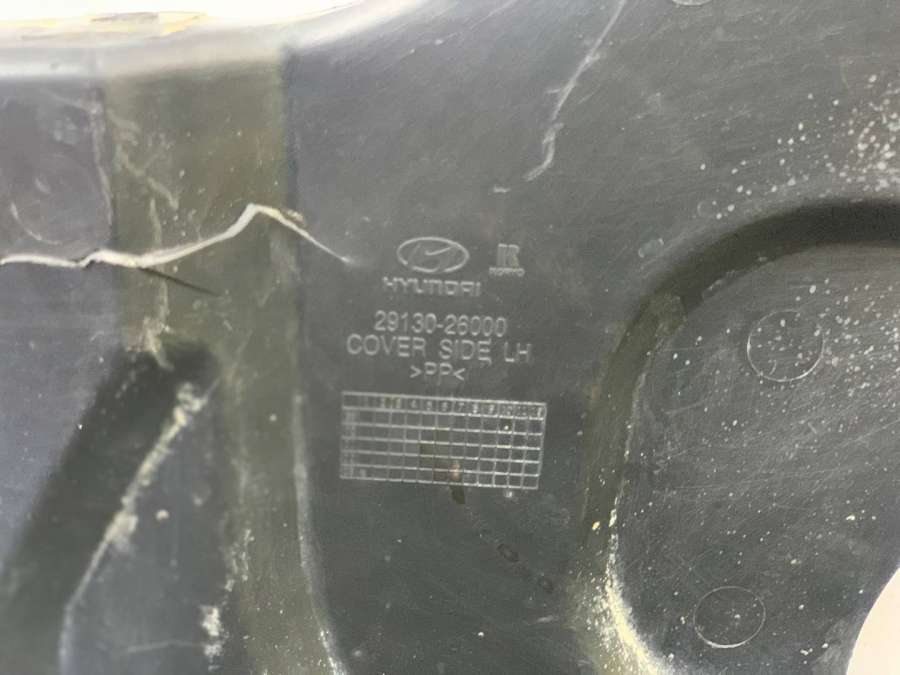 HYUNDAI
29130-26000
COVER SIDE LH
>PP<